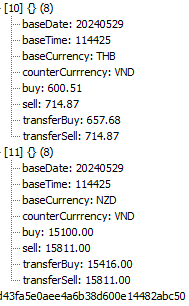 [10] {} (8)
baseDate: 20240529
baseTime: 114425
baseCurrency: THB
counterCurrrency: VND
buy: 600.51
sell: 714.87
transferBuy: 657.68
transferSell: 714.87
[11] {} (8)
baseDate: 20240529
baseTime: 114425
baseCurrency: NZD
counterCurrrency: VND
buy: 15100.00
sell: 15811.00
transferBuy: 15416.00
transferSell: 15811.00
d43fa5e0aee4a6b38d600e14482abc50